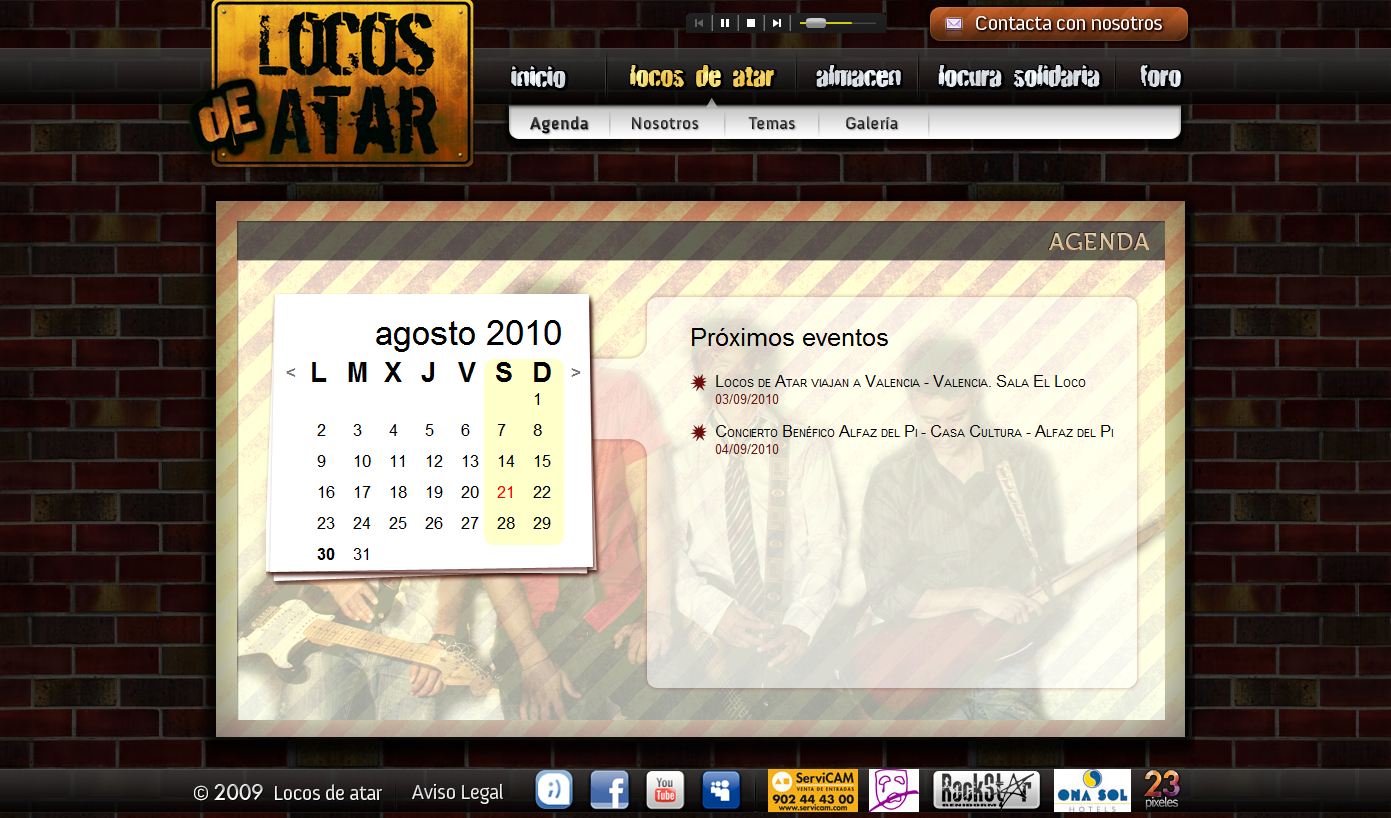 LOCOS
DE ATAR
Contacta con nosotros
inicio
locos de atar
almacen
locura solidaria
foro
Agenda
Nosotros
Temas
Galería
AGENDA
agosto 2010
< L M X J V S D >
1
2 3 4 5 6 7 8
9 10 11 12 13 14 15
16 17 18 19 20 21 22
23 24 25 26 27 28 29
30 31
Próximos eventos
Locos de Atar viajan a Valencia - Valencia. Sala El Loco
03/09/2010
Concierto Benéfico Alfaz del Pi - Casa Cultura - Alfaz del Pi
04/09/2010
© 2009 Locos de atar
Aviso Legal
;)
f
You
Tube
ServiCAM
VENTA DE ENTRADAS
902 44 43 00
www.servicam.com
RockStar
BENIDORM
ONA SOL
HOTELS
23
pixeles